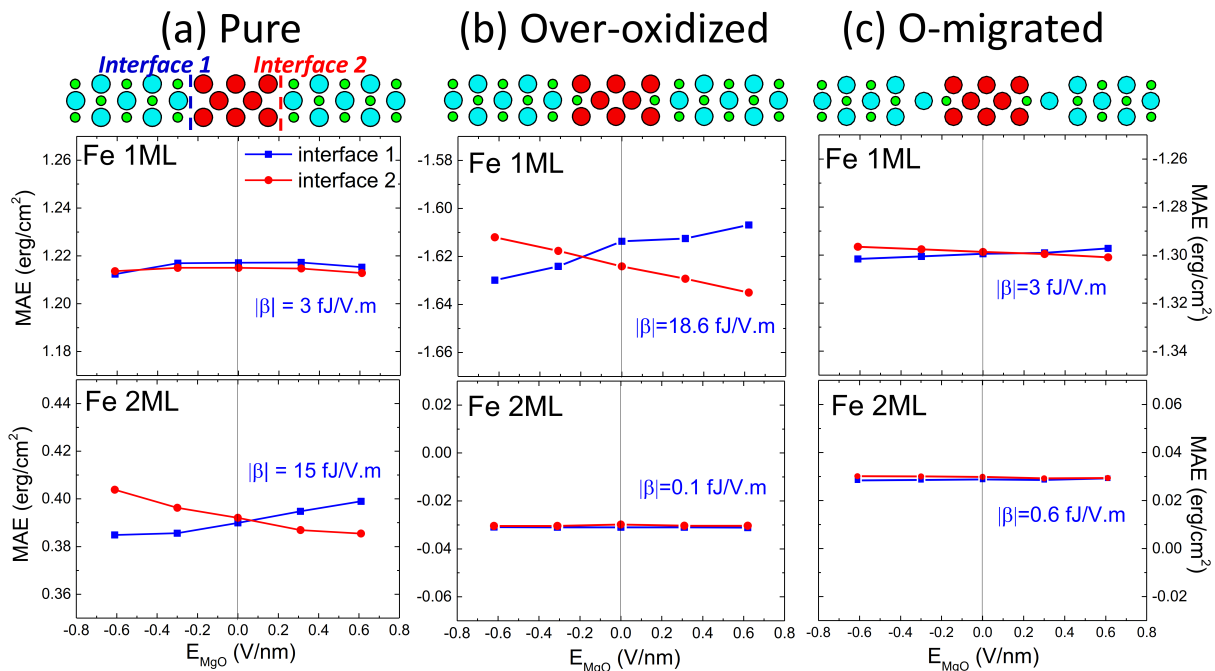 (a) Pure
(b) Over-oxidized
(c) O-migrated
Interface 1
Interface 2
Fe 1ML
interface 1
interface 2
|β| = 3 fJ/V.m
MAE (erg/cm²)
1.26
1.24
1.22
1.20
1.18
Fe 1ML
|β|=18.6 fJ/V.m
-1.58
-1.60
-1.62
-1.64
-1.66
Fe 1ML
|β|=3 fJ/V.m
-1.26
-1.28
-1.30
-1.32
-1.34
MAE (erg/cm²)
Fe 2ML
|β| = 15 fJ/V.m
MAE (erg/cm²)
0.44
0.42
0.40
0.38
0.36
-0.8 -0.6 -0.4 -0.2 0.0 0.2 0.4 0.6 0.8
E_MgO (V/nm)
Fe 2ML
|β|=0.1 fJ/V.m
0.02
0.00
-0.02
-0.04
-0.06
-0.8 -0.6 -0.4 -0.2 0.0 0.2 0.4 0.6 0.8
E_MgO (V/nm)
Fe 2ML
|β|=0.6 fJ/V.m
0.06
0.04
0.02
0.00
-0.02
MAE (erg/cm²)
-0.8 -0.6 -0.4 -0.2 0.0 0.2 0.4 0.6 0.8
E_MgO (V/nm)